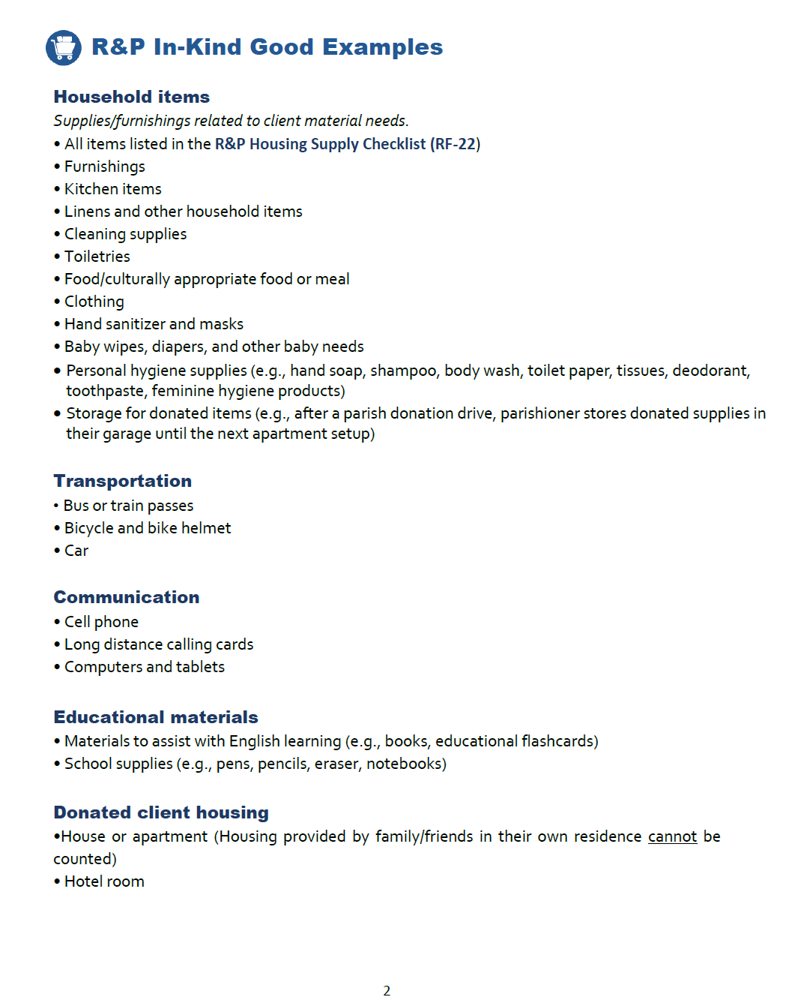 R&P In-Kind Good Examples
Household items
Supplies/furnishings related to client material needs.
• All items listed in the R&P Housing Supply Checklist (RF-22)
• Furnishings
• Kitchen items
• Linens and other household items
• Cleaning supplies
• Toiletries
• Food/culturally appropriate food or meal
• Clothing
• Hand sanitizer and masks
• Baby wipes, diapers, and other baby needs
• Personal hygiene supplies (e.g., hand soap, shampoo, body wash, toilet paper, tissues, deodorant,
toothpaste, feminine hygiene products)
• Storage for donated items (e.g., after a parish donation drive, parishioner stores donated supplies in
their garage until the next apartment setup)
Transportation
• Bus or train passes
• Bicycle and bike helmet
• Car
Communication
• Cell phone
• Long distance calling cards
• Computers and tablets
Educational materials
• Materials to assist with English learning (e.g., books, educational flashcards)
• School supplies (e.g., pens, pencils, eraser, notebooks)
Donated client housing
•House or apartment (Housing provided by family/friends in their own residence cannot be
counted)
• Hotel room
2